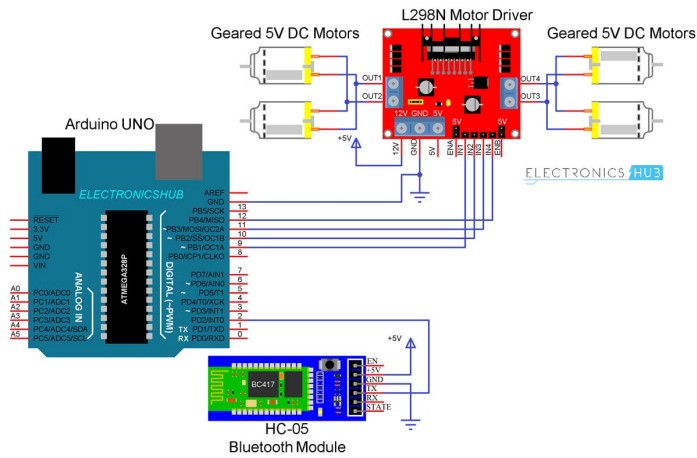 L298N Motor Driver
Geared 5V DC Motors
Geared 5V DC Motors
OUT1
OUT2
OUT4
OUT3
12V GND 5V
5V
5V
+5V
12V
GND
5V
ENA
IN1
IN2
IN3
IN4
ENB
ELECTRONICS HUB
Arduino UNO
ELECTRONICSHUB
RESET
3.3V
5V
GND
GND
VIN
A0 PC0/ADC0
A1 PC1/ADC1
A2 PC2/ADC2
A3 PC3/ADC3
A4 PC4/ADC4/SDA
A5 PC5/ADC5/SCL
ANALOG IN
ATMEGA328P
DIGITAL (~PWM)
AREF
GND
PB5/SCK 13
PB4/MISO 12
~PB3/MOSI/OC2A 11
~PB2/SS/OC1B 10
~PB1/OC1A 9
PB0/ICP1/CLKO 8
PD7/AIN1 7
~PD6/AIN0 6
~PD5/T1 5
PD4/T0/XCK 4
~PD3/INT1 3
PD2/INT0 2
TX PD1/TXD 1
RX PD0/RXD 0
+5V
BC417
EN
+5V
GND
TX
RX
STATE
HC-05
Bluetooth Module